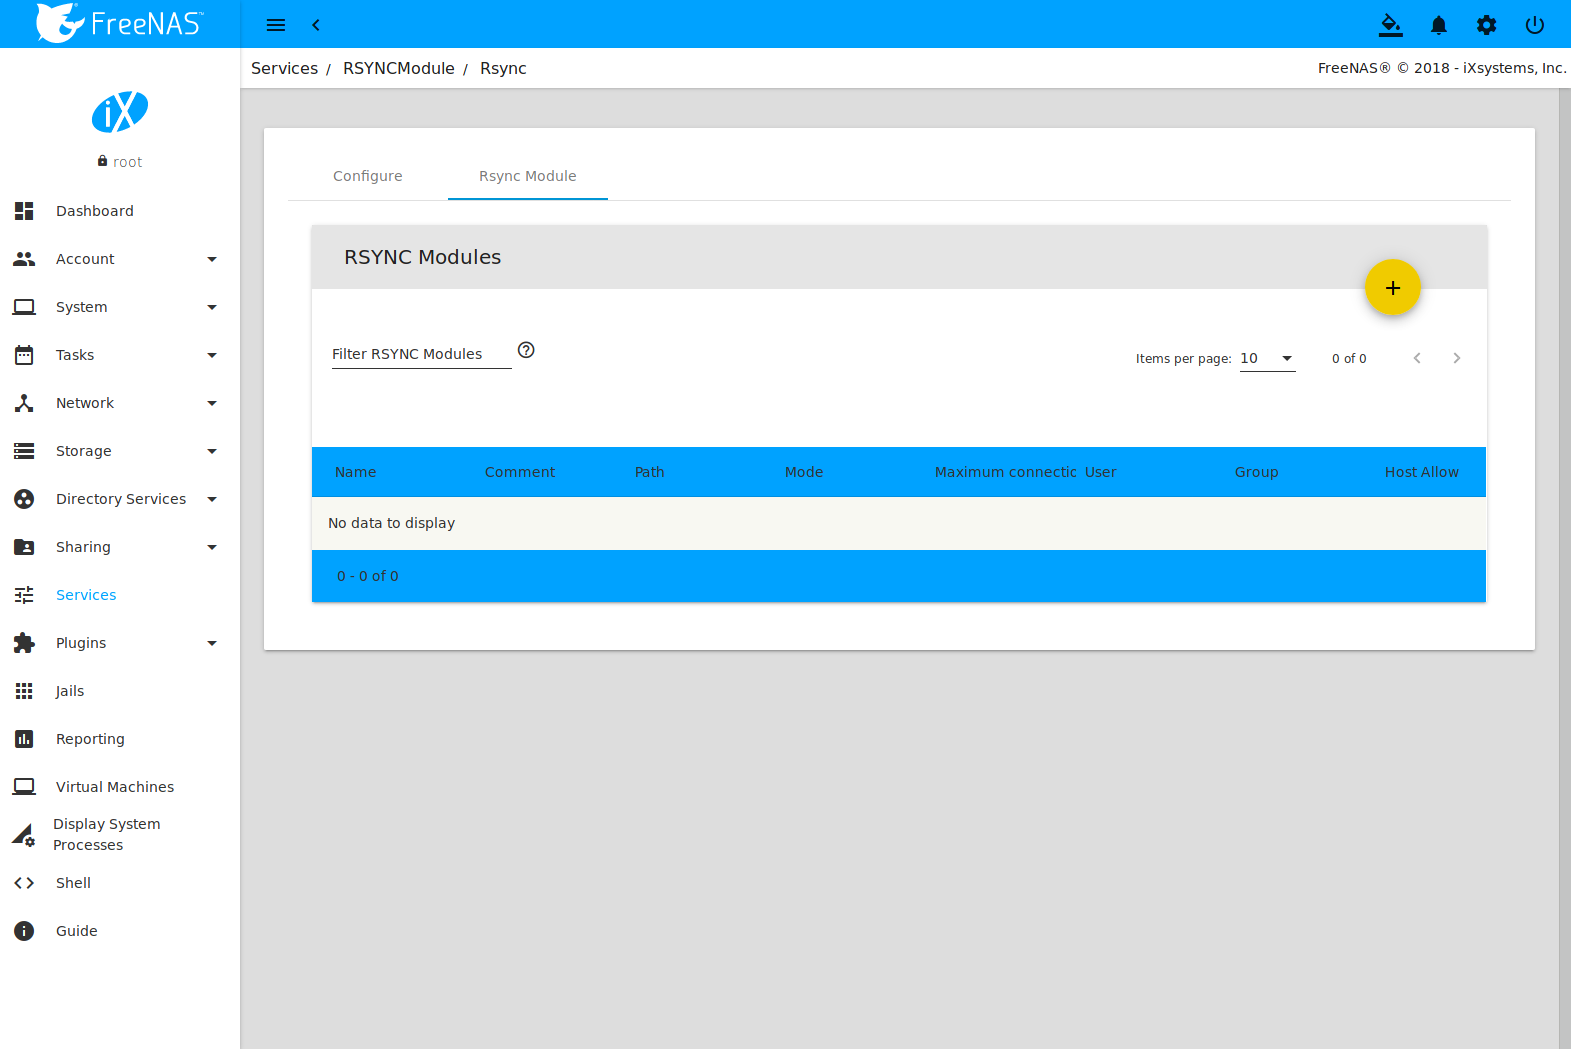 FreeNAS™
Services / RSYNCModule / Rsync
FreeNAS® © 2018 - iXsystems, Inc.
iX
root
Dashboard
Account
System
Tasks
Network
Storage
Directory Services
Sharing
Services
Plugins
Jails
Reporting
Virtual Machines
Display System
Processes
Shell
Guide
Configure Rsync Module
RSYNC Modules
Filter RSYNC Modules
Items per page: 10 0 of 0
Name Comment Path Mode Maximum connectic User Group Host Allow
No data to display
0 - 0 of 0